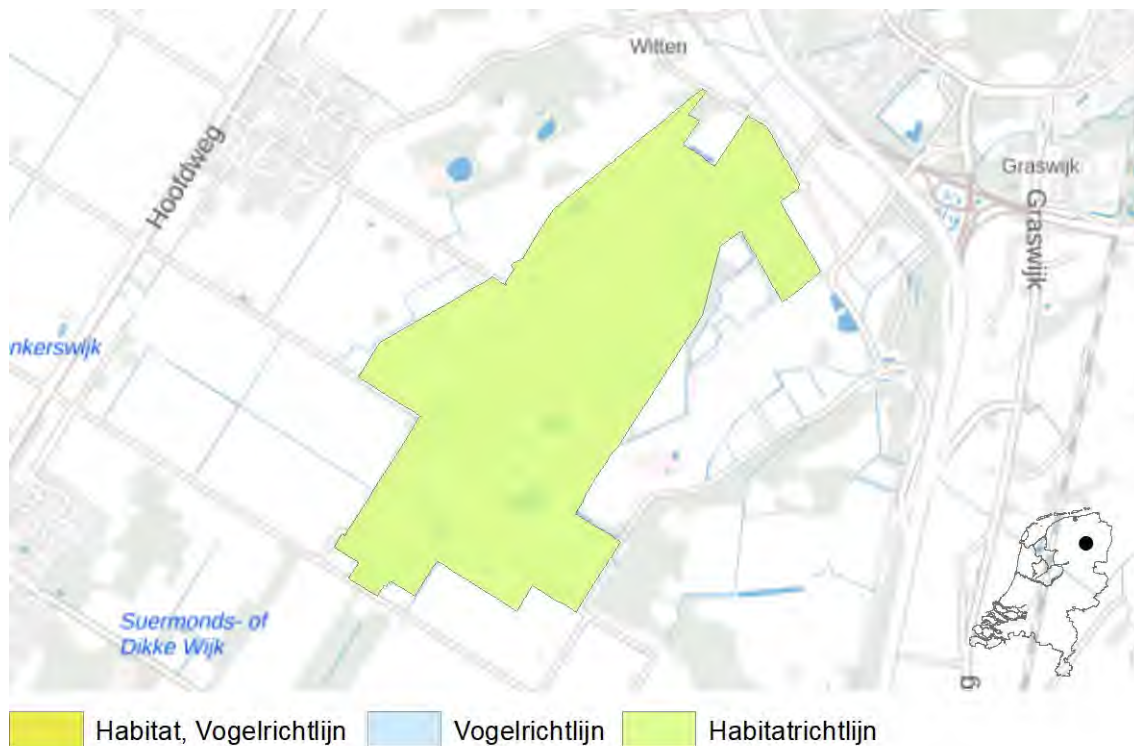 Witten
Hoofdweg
Graswijk
Graswijk
nkerswijk
Suermonds- of
Dikke Wijk
g
Habitat, Vogelrichtlijn
Vogelrichtlijn
Habitatrichtlijn